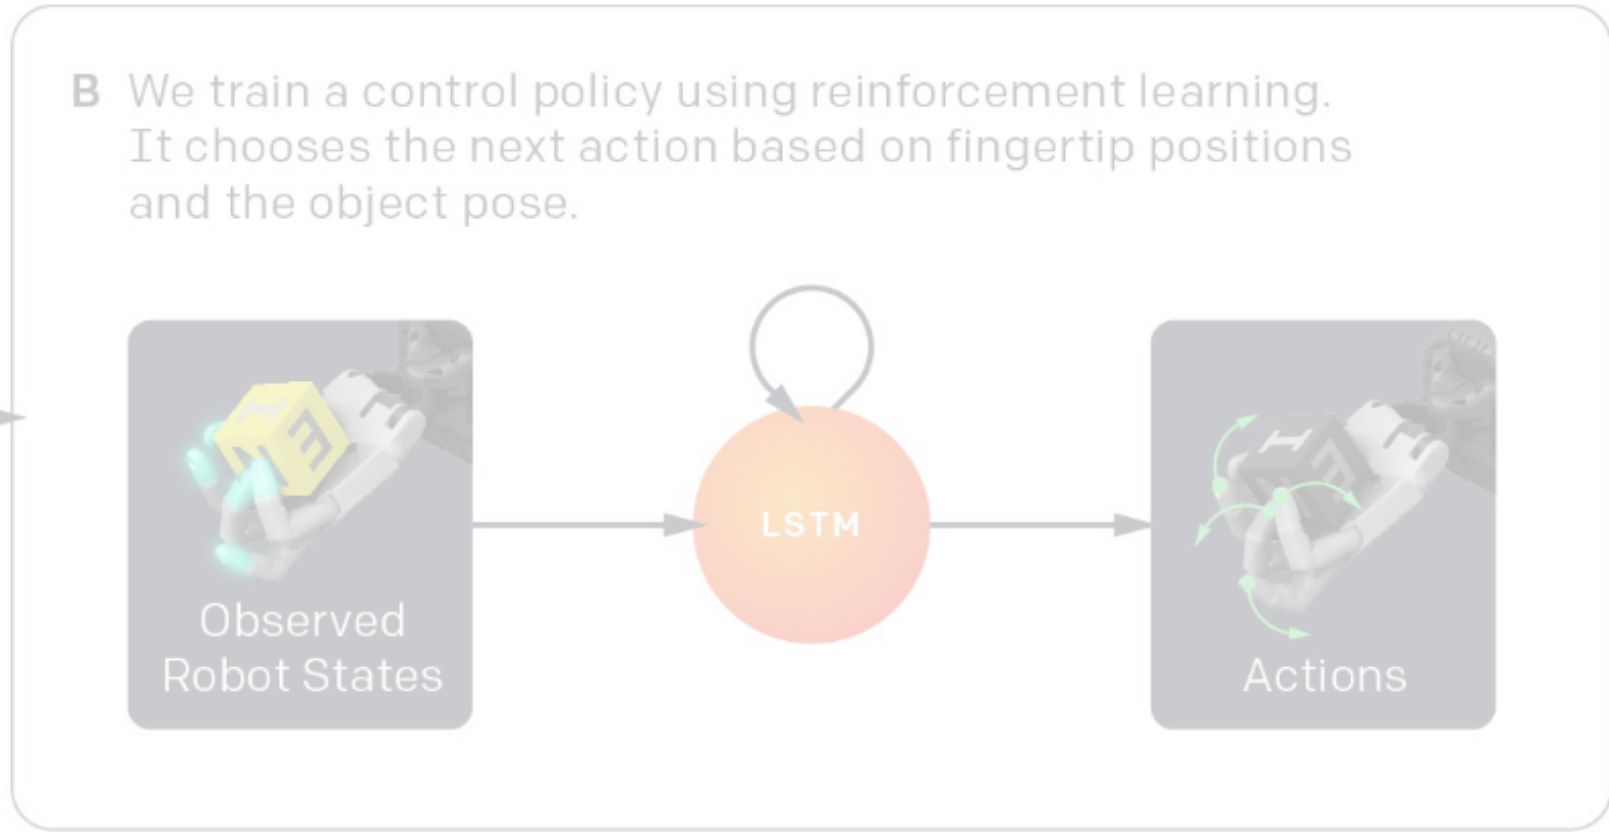 B We train a control policy using reinforcement learning.
It chooses the next action based on fingertip positions
and the object pose.
I
E
LSTM
I
E
Observed
Robot States
Actions